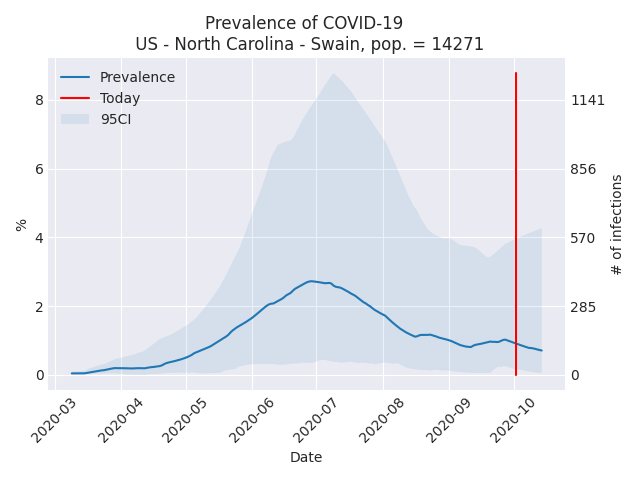 Prevalence of COVID-19
US - North Carolina - Swain, pop. = 14271
Prevalence
Today
95CI
8
6
4
2
0
%
1141
856
570
285
0
# of infections
2020-03
2020-04
2020-05
2020-06
2020-07
2020-08
2020-09
2020-10
Date